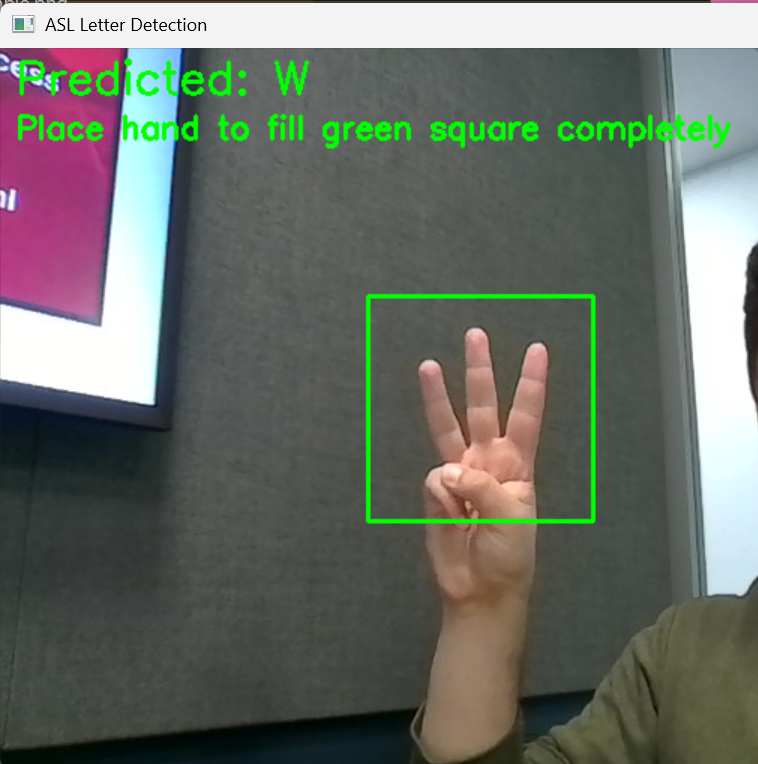 ASL Letter Detection
Predicted: W
Place hand to fill green square completely